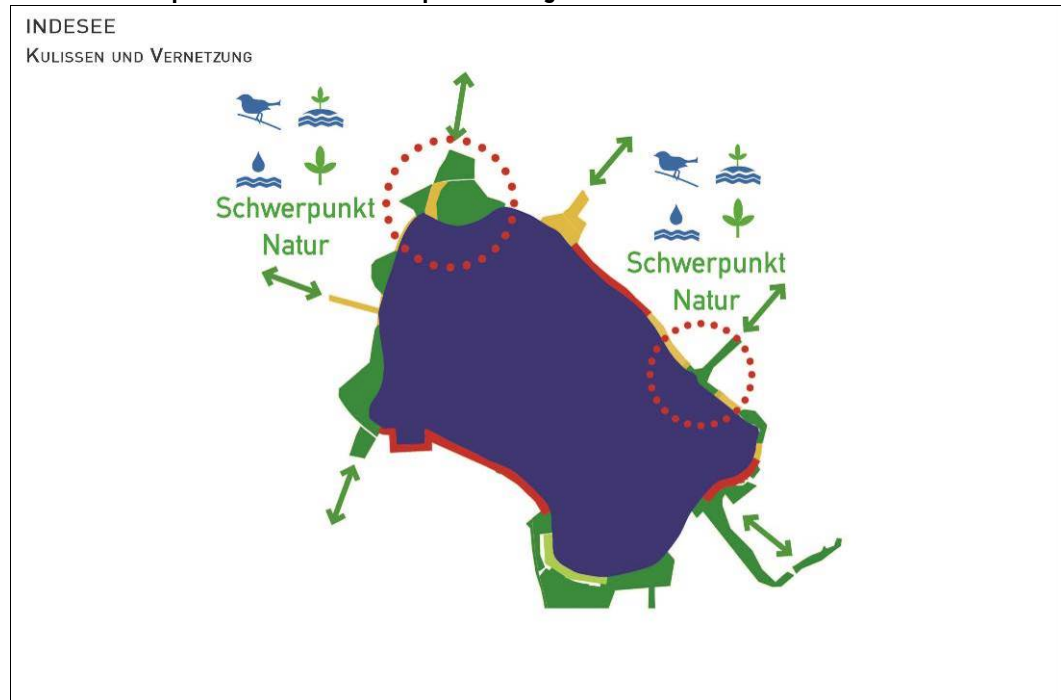 INDESEE
KULISSEN UND VERNETZUNG
Schwerpunkt
Natur
Schwerpunkt
Natur